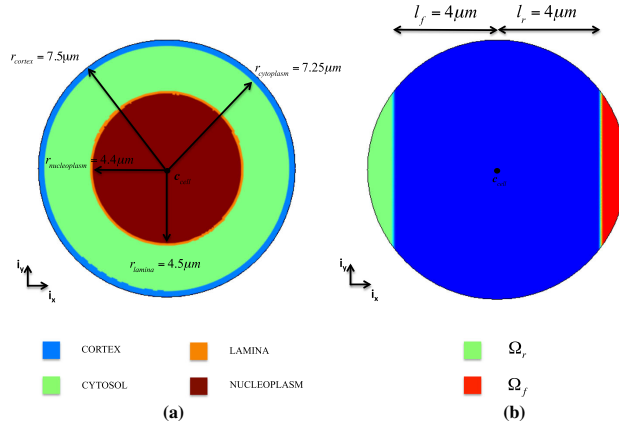 r_cortex = 7.5µm
r_cytoplasm = 7.25µm
r_nucleoplasm = 4.4µm
r_lamina = 4.5µm
i_y
i_x
CORTEX
LAMINA
CYTOSOL
NUCLEOPLASM
(a)
l_f = 4µm
l_r = 4µm
i_y
i_x
Ω_r
Ω_f
(b)